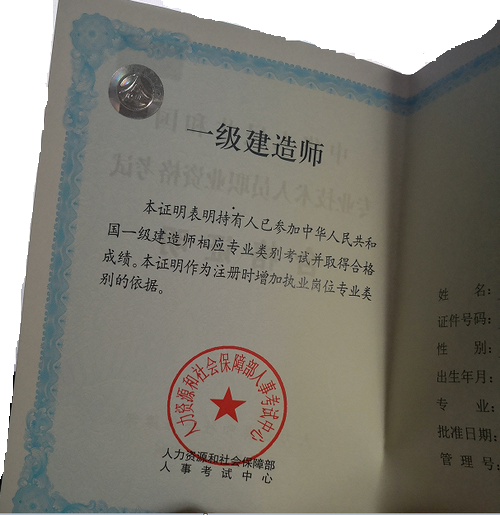 一级建造师
本证明表明持有人已参加中华人民共和
国一级建造师相应专业类别考试并取得合格
成绩。本证明作为注册时增加执业岗位专业类
别的依据。
人力资源和社会保障部人事考试中心
人力资源和社会保障部
人事考试中心
姓 名：
证件号码：
性 别：
出生年月：
专 业：
批准日期：
管 理 号：